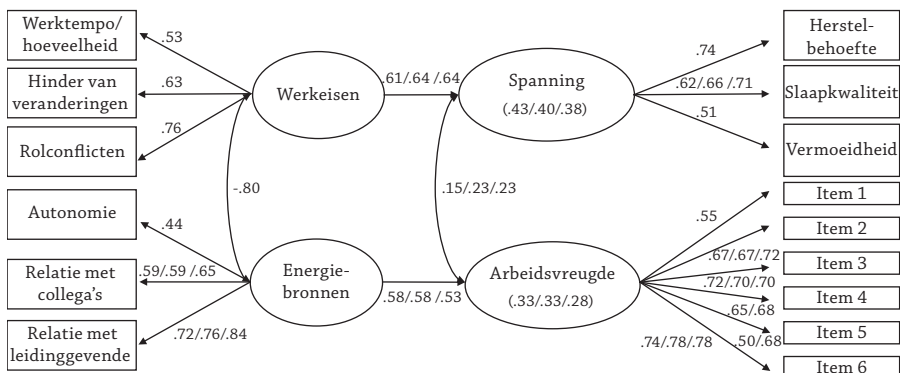 Werktempo/
hoeveelheid
Hinder van
veranderingen
Rolconflicten
Autonomie
Relatie met
collega's
Relatie met
leidinggevende
.53
.63
.76
-.80
.44
.59/.59 /.65
.72/.76/.84
Werkeisen
Energie-
bronnen
.61/.64 /.64
.58/.58 /.53
Spanning
(.43/.40/.38)
.15/.23/.23
Arbeidsvreugde
(.33/.33/.28)
.74
.62/.66 /.71
.51
.55
.67/.67/.72
.72/.70/.70
.65/.68
.50/.68
.74/.78/.78
Herstel-
behoefte
Slaapkwaliteit
Vermoeidheid
Item 1
Item 2
Item 3
Item 4
Item 5
Item 6